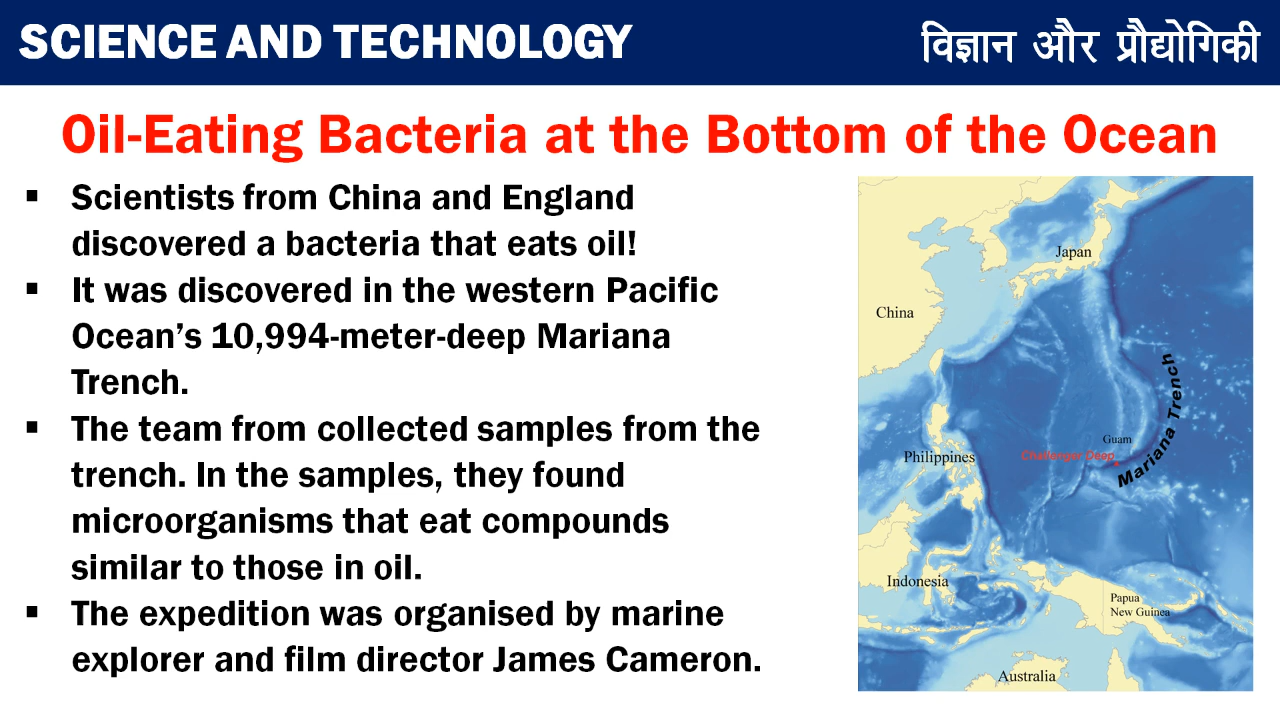 SCIENCE AND TECHNOLOGY
विज्ञान और प्रौद्योगिकी
Oil-Eating Bacteria at the Bottom of the Ocean
▪ Scientists from China and England
discovered a bacteria that eats oil!
▪ It was discovered in the western Pacific
Ocean’s 10,994-meter-deep Mariana
Trench.
▪ The team from collected samples from the
trench. In the samples, they found
microorganisms that eat compounds
similar to those in oil.
▪ The expedition was organised by marine
explorer and film director James Cameron.
Japan
China
Mariana Trench
Guam
Challenger Deep
Philippines
Indonesia
Papua
New Guinea
Australia